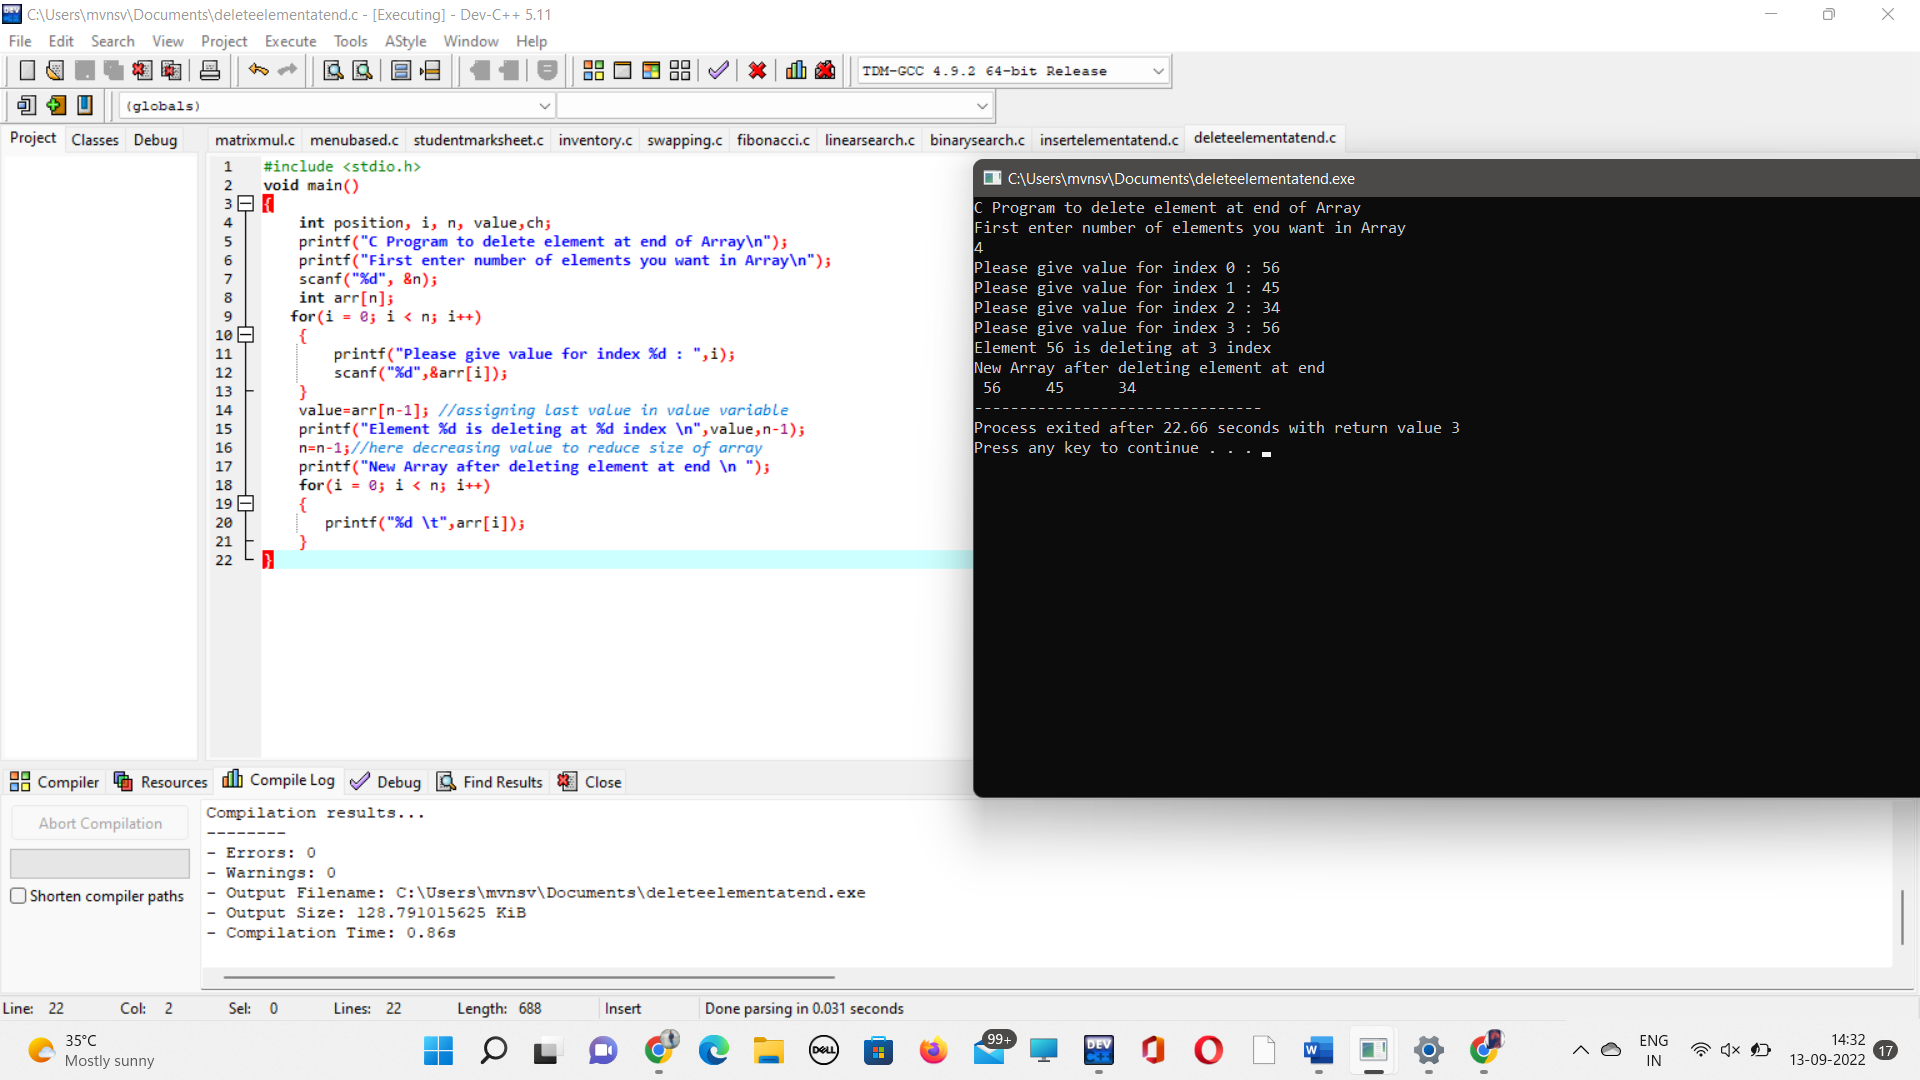 C:\Users\mvnsv\Documents\deleteelementatend.c - [Executing] - Dev-C++ 5.11
File Edit Search View Project Execute Tools AStyle Window Help
TDM-GCC 4.9.2 64-bit Release
(globals)
Project Classes Debug
matrixmul.c menubased.c studentmarksheet.c inventory.c swapping.c fibonacci.c linearsearch.c binarysearch.c insertelementatend.c deleteelementatend.c
1 #include <stdio.h>
2 void main()
3 {
4 int position, i, n, value,ch;
5 printf("C Program to delete element at end of Array\n");
6 printf("First enter number of elements you want in Array\n");
7 scanf("%d", &n);
8 int arr[n];
9 for(i = 0; i < n; i++)
10 {
11 printf("Please give value for index %d : ",i);
12 scanf("%d",&arr[i]);
13 }
14 value=arr[n-1]; //assigning last value in value variable
15 printf("Element %d is deleting at %d index \n",value,n-1);
16 n=n-1;//here decreasing value to reduce size of array
17 printf("New Array after deleting element at end \n ");
18 for(i = 0; i < n; i++)
19 {
20 printf("%d \t",arr[i]);
21 }
22 }
C:\Users\mvnsv\Documents\deleteelementatend.exe
C Program to delete element at end of Array
First enter number of elements you want in Array
4
Please give value for index 0 : 56
Please give value for index 1 : 45
Please give value for index 2 : 34
Please give value for index 3 : 56
Element 56 is deleting at 3 index
New Array after deleting element at end
56 45 34
--------------------------------
Process exited after 22.66 seconds with return value 3
Press any key to continue . . .
Compiler Resources Compile Log Debug Find Results Close
Abort Compilation
Shorten compiler paths
Compilation results...
--------
- Errors: 0
- Warnings: 0
- Output Filename: C:\Users\mvnsv\Documents\deleteelementatend.exe
- Output Size: 128.791015625 KiB
- Compilation Time: 0.86s
Line: 22 Col: 2 Sel: 0 Lines: 22 Length: 688 Insert Done parsing in 0.031 seconds
35°C
Mostly sunny
DELL
99+
DEV
C++
W
ENG
IN
14:32
13-09-2022
17